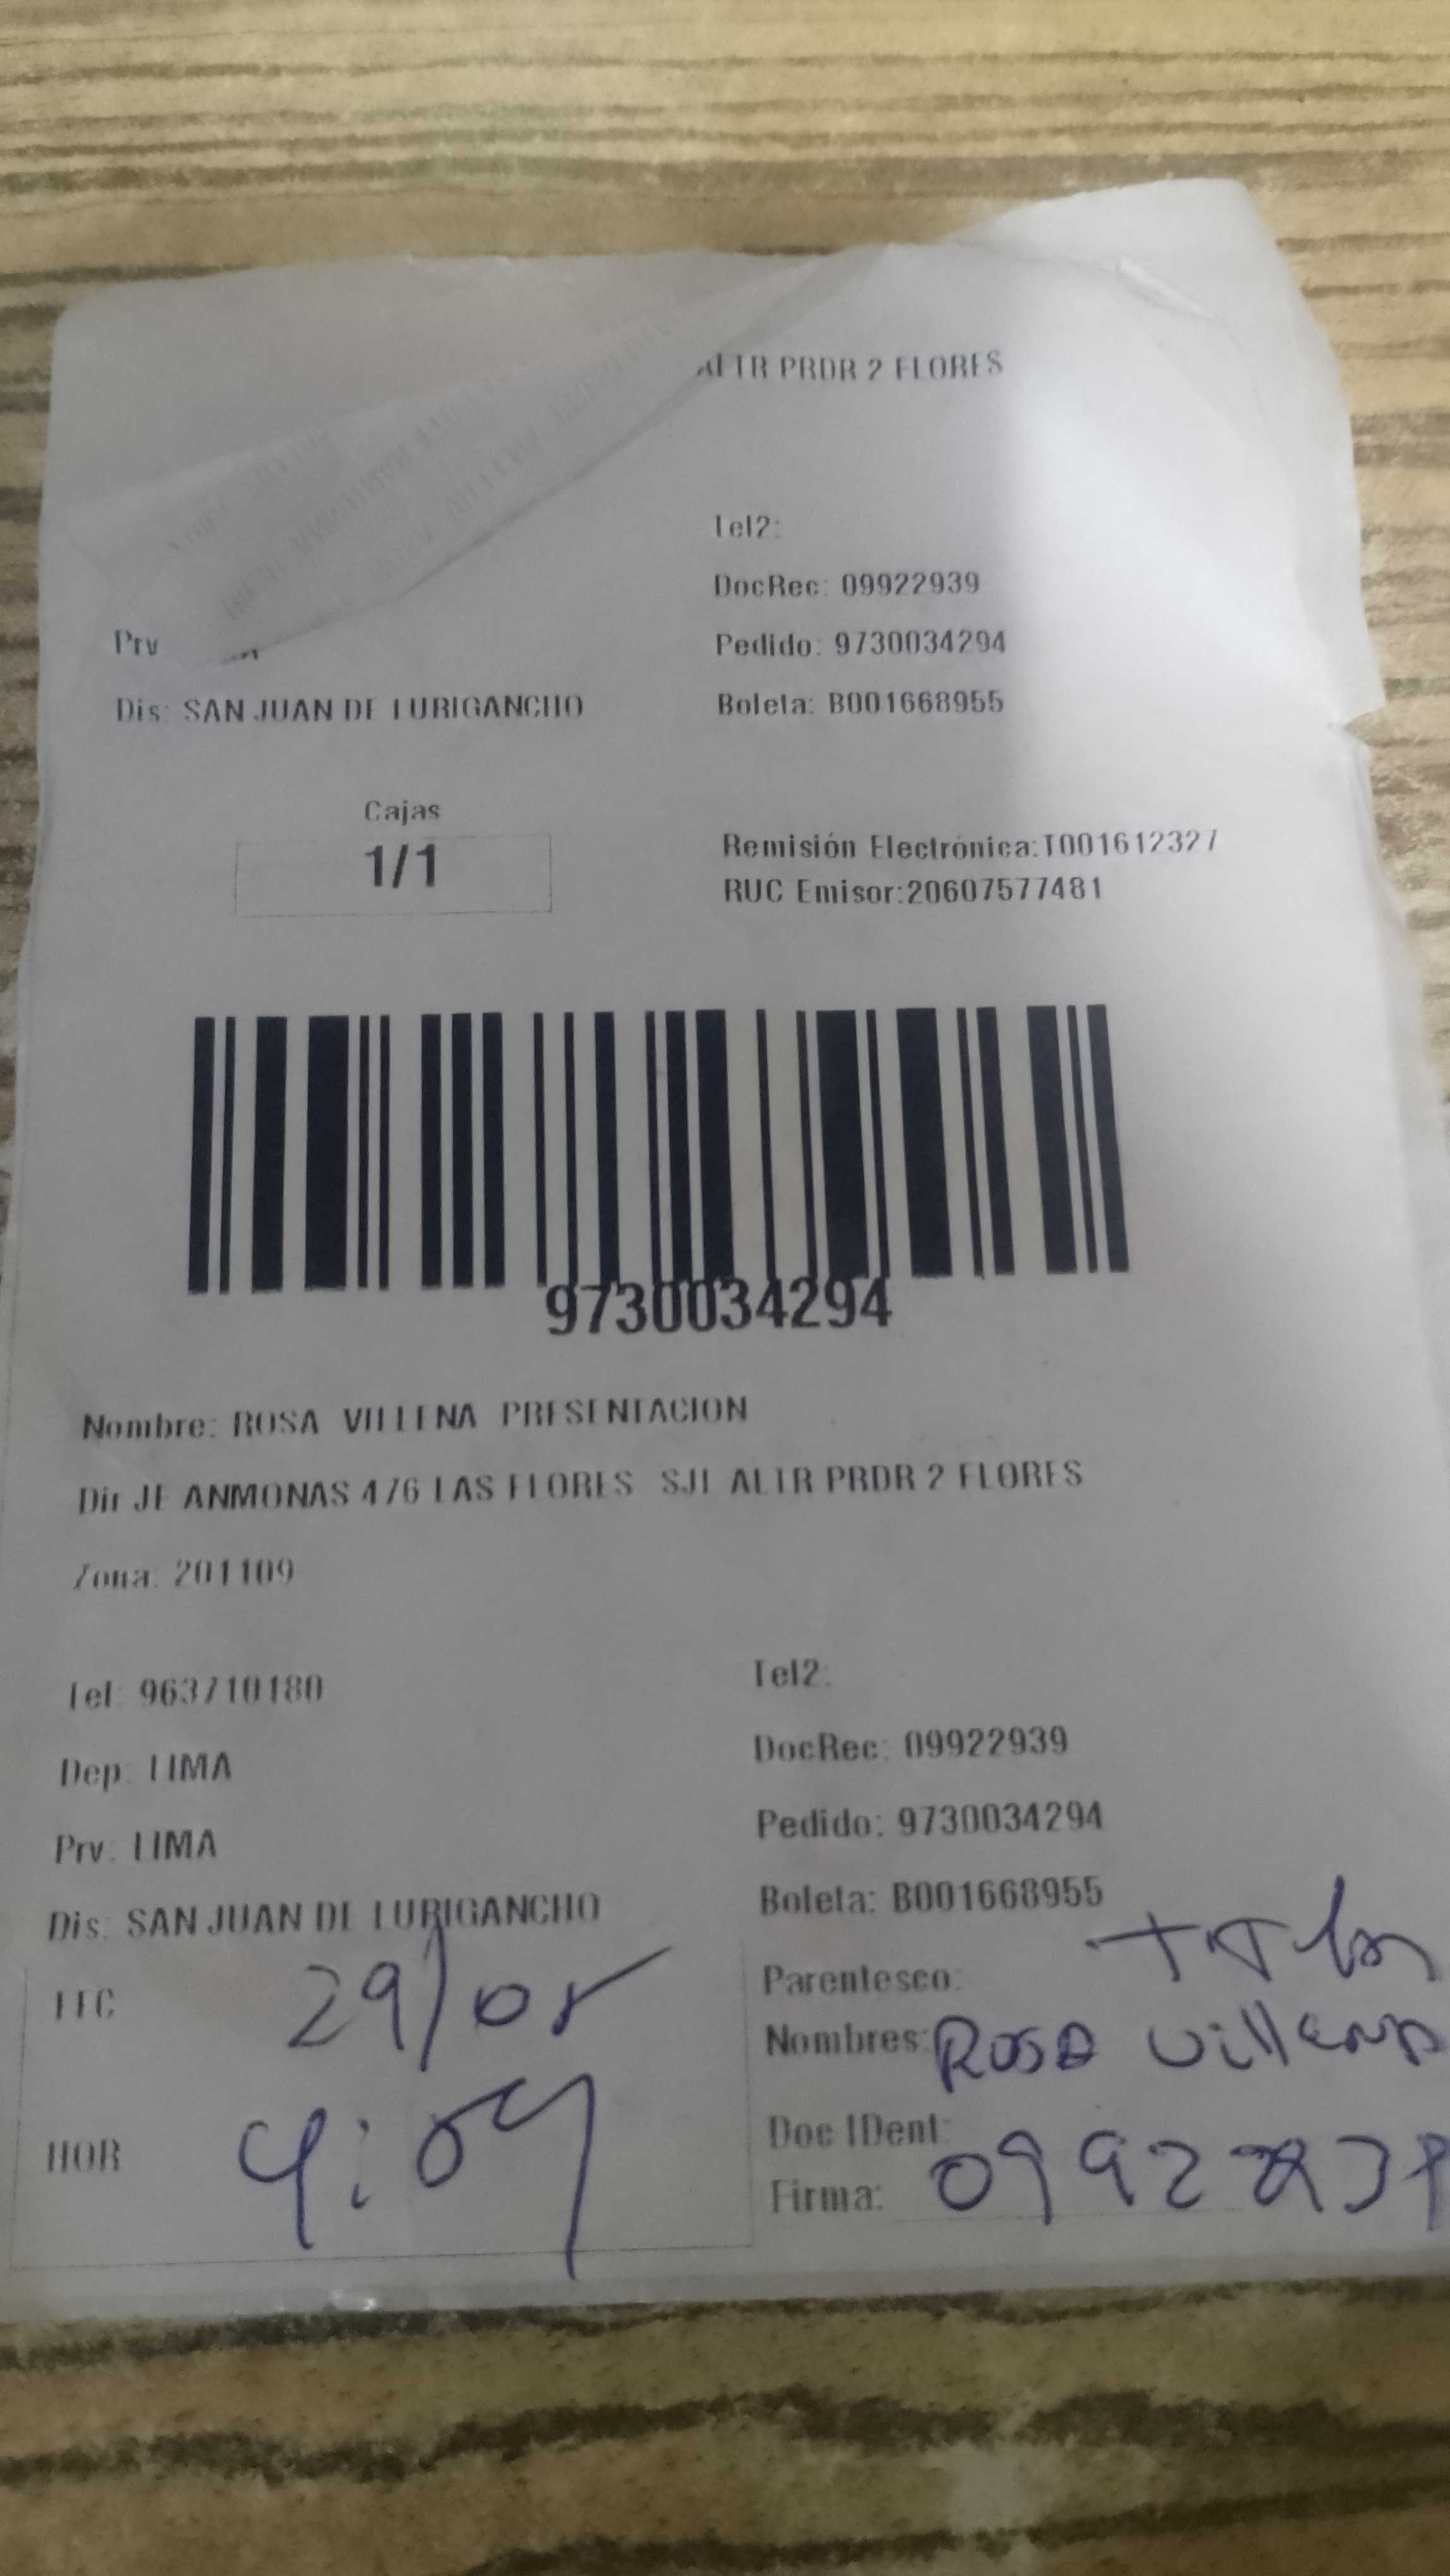 ALTR PRDR 2 FLORES
Tel2:
DocRec: 09922939
Prv
Pedido: 9730034294
Dis: SAN JUAN DE LURIGANCHO
Boleta: B001668955
Cajas
1/1
Remisión Electrónica:T001612327
RUC Emisor:20607577481
9730034294
Nombre: ROSA VILLENA PRESENTACION
Dir JE ANMONAS 476 LAS FLORES SJL ALTR PRDR 2 FLORES
Zona: 201109
Tel: 963710180
Tel2:
Dep: LIMA
DocRec: 09922939
Prv: LIMA
Pedido: 9730034294
Dis: SAN JUAN DE LURIGANCHO
Boleta: B001668955
FEC 29/05
Parentesco:
Nombres: Rosa Villena
HOR
Doc IDent:
Firma: 09922939